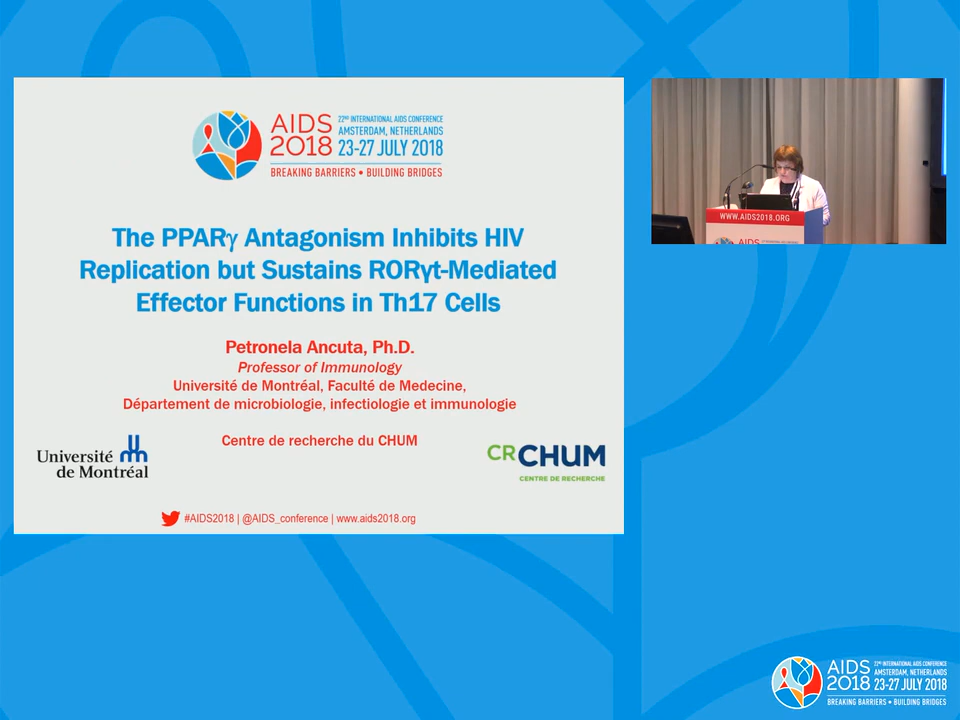 AIDS 2018
22ND INTERNATIONAL AIDS CONFERENCE
AMSTERDAM, NETHERLANDS
23-27 JULY 2018
BREAKING BARRIERS • BUILDING BRIDGES
The PPARγ Antagonism Inhibits HIV
Replication but Sustains RORγt-Mediated
Effector Functions in Th17 Cells
Petronela Ancuta, Ph.D.
Professor of Immunology
Université de Montréal, Faculté de Medecine,
Département de microbiologie, infectiologie et immunologie
Centre de recherche du CHUM
Université
de Montréal
CRCHUM
CENTRE DE RECHERCHE
#AIDS2018 | @AIDS_conference | www.aids2018.org
WWW.AIDS2018.ORG
AIDS
AIDS 2018
22ND INTERNATIONAL AIDS CONFERENCE
AMSTERDAM, NETHERLANDS
23-27 JULY 2018
BREAKING BARRIERS • BUILDING BRIDGES